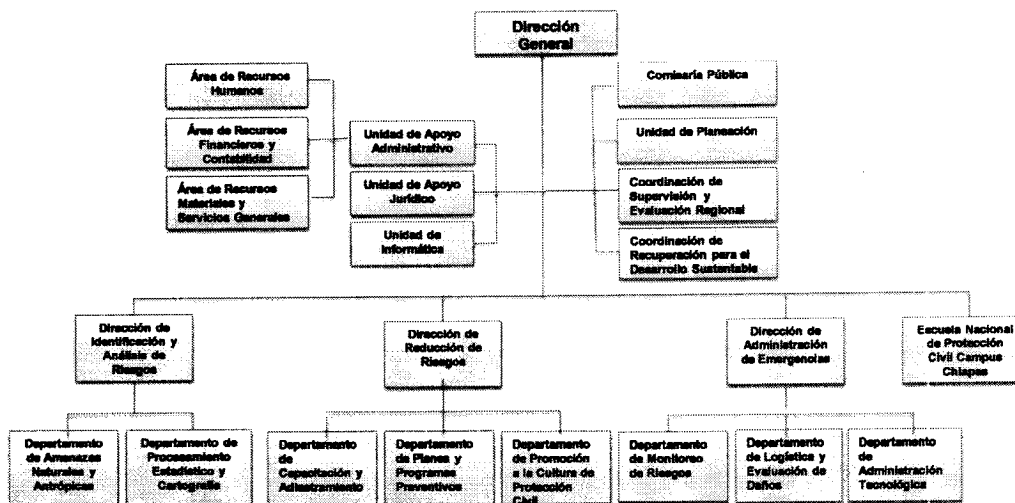 Dirección
General
Área de Recursos
Humanos
Área de Recursos
Financieros y
Contabilidad
Área de Recursos
Materiales y
Servicios Generales
Unidad de Apoyo
Administrativo
Unidad de Apoyo
Jurídico
Unidad de
Informática
Comisaría Pública
Unidad de Planeación
Coordinación de
Supervisión y
Evaluación Regional
Coordinación de
Recuperación para el
Desarrollo Sustentable
Dirección de
Identificación y
Análisis de
Riesgos
Dirección de
Reducción de
Riesgos
Dirección de
Administración
de Emergencias
Escuela Nacional
de Protección
Civil Campus
Chiapas
Departamento
de Amenazas
Naturales y
Antrópicas
Departamento de
Procesamiento
Estadístico y
Cartografía
Departamento
de
Capacitación y
Adiestramiento
Departamento
de Planes y
Programas
Preventivos
Departamento
de Promoción
a la Cultura de
Protección
Civil
Departamento
de Monitoreo
de Riesgos
Departamento
de Logística y
Evaluación de
Daños
Departamento
de
Administración
Tecnológica